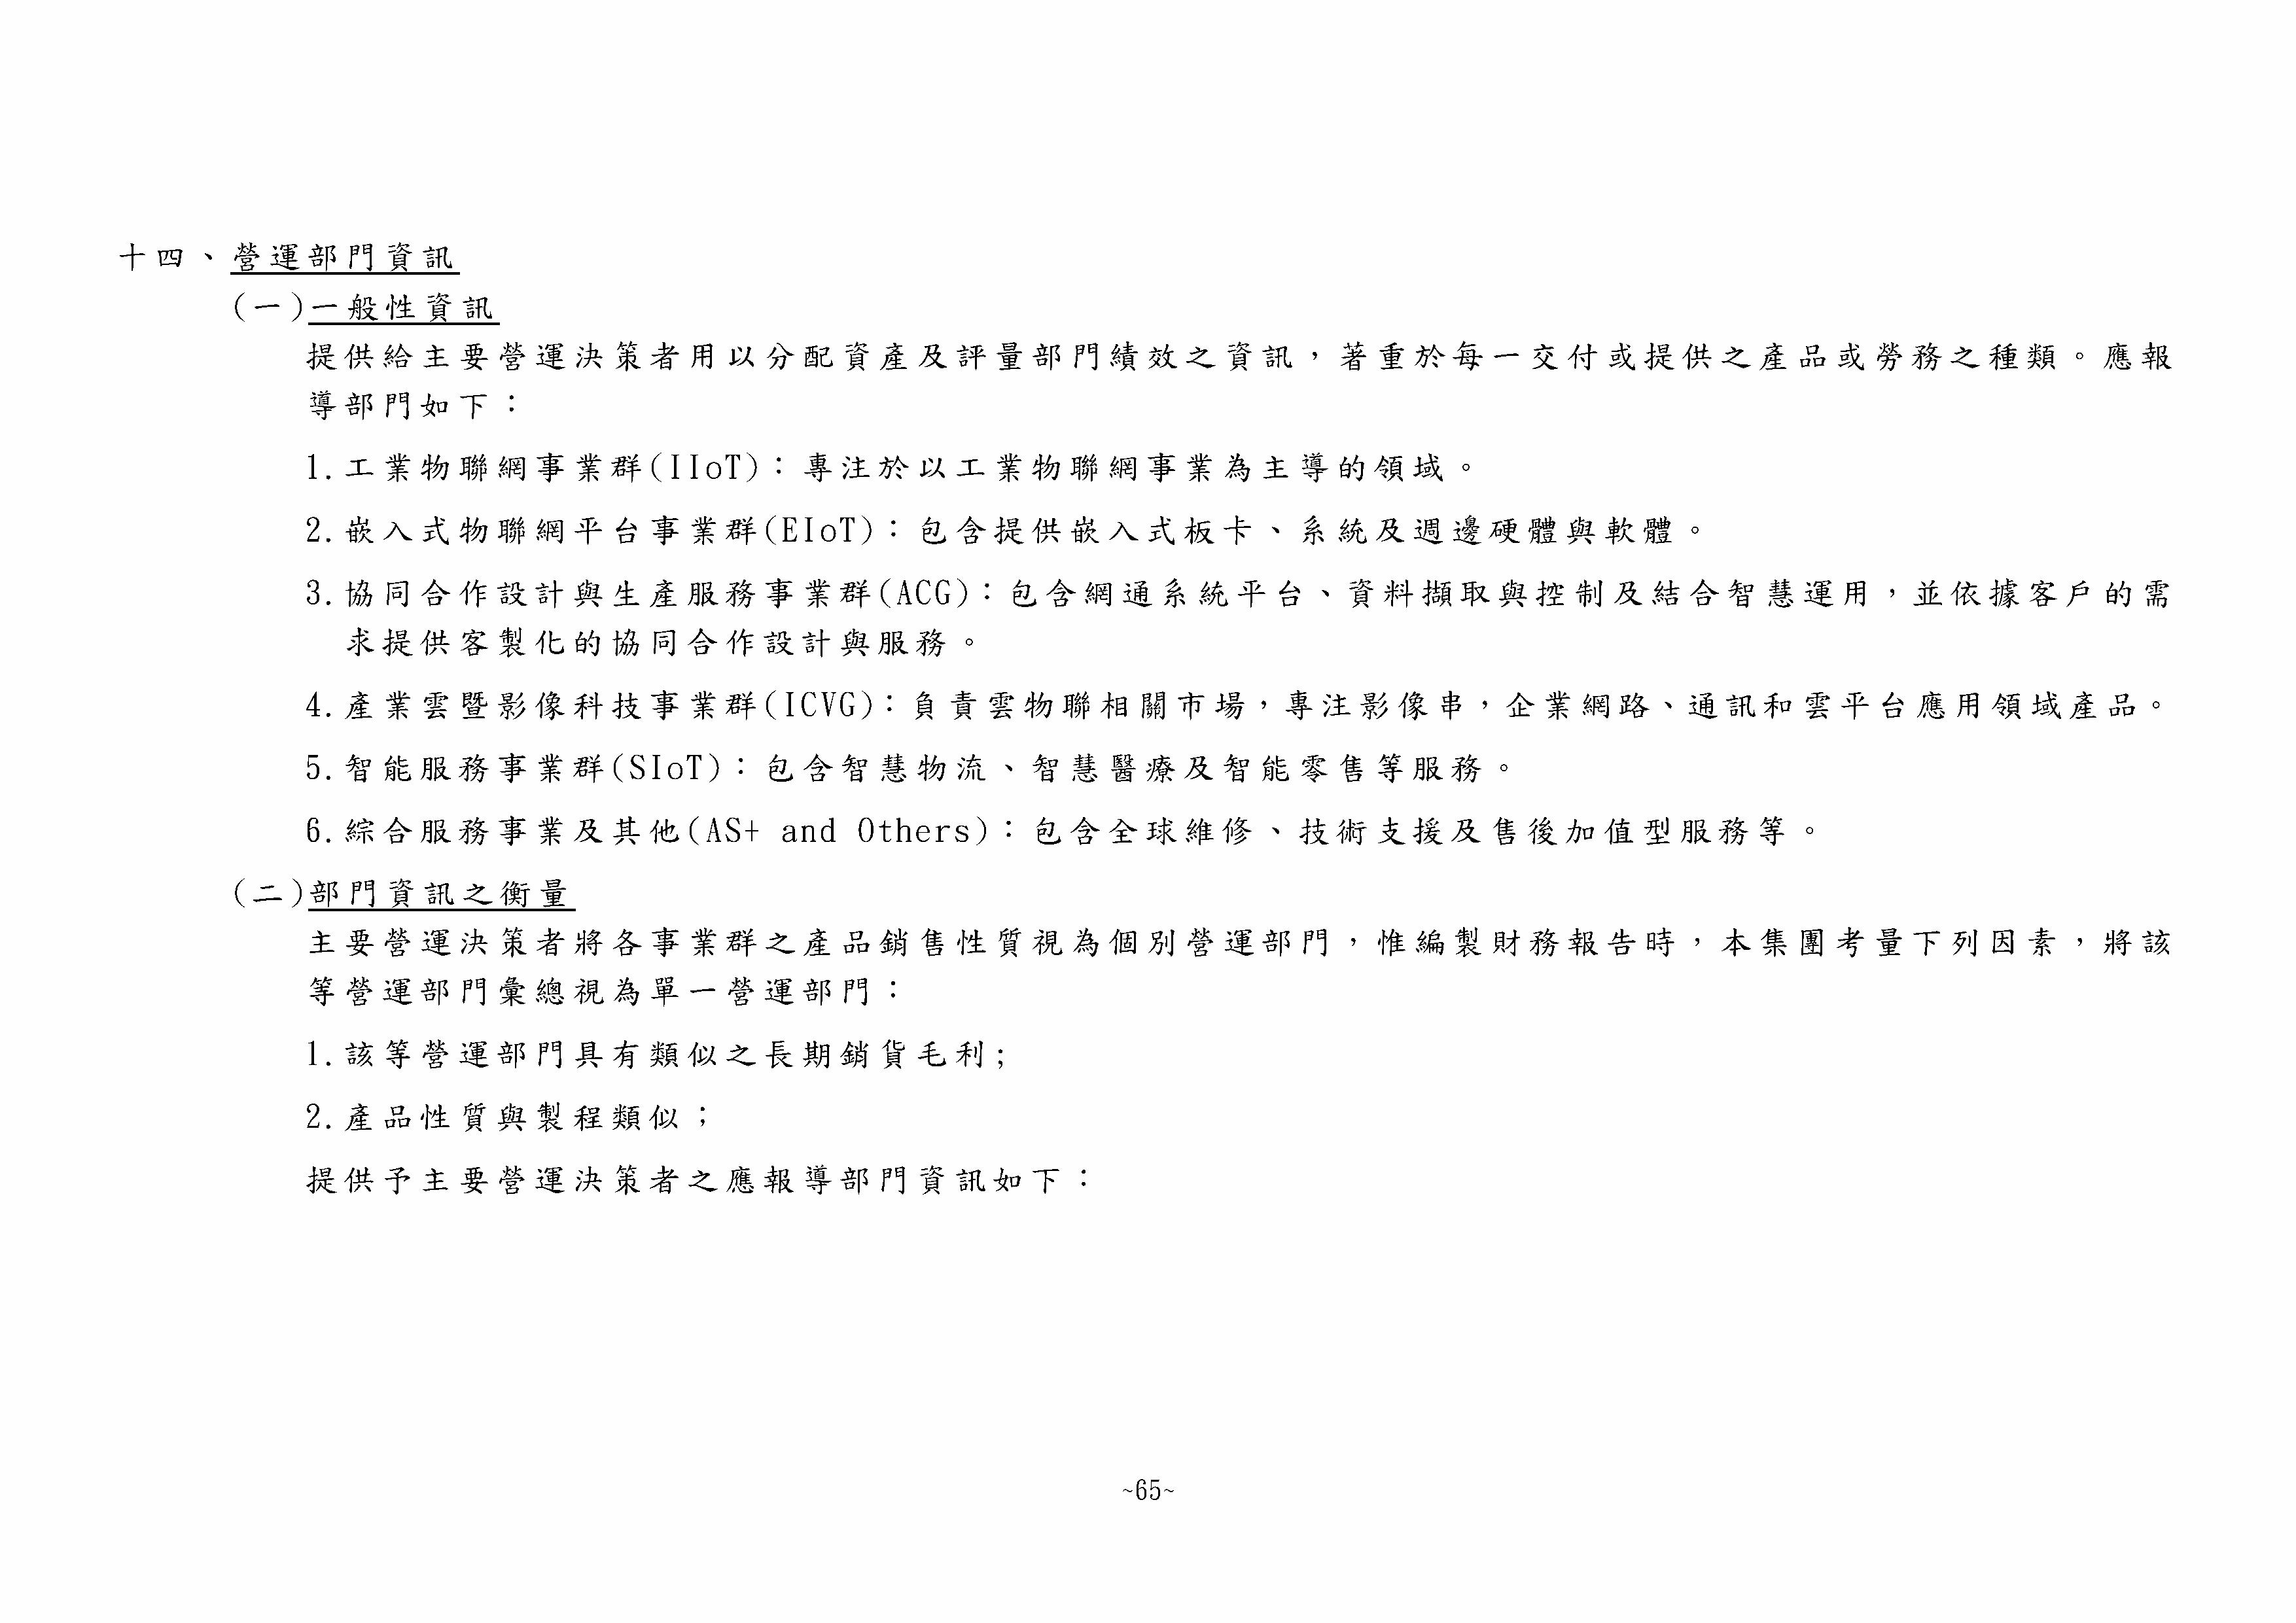 十四、營運部門資訊
(一)一般性資訊
提供給主要營運決策者用以分配資產及評量部門績效之資訊，著重於每一交付或提供之產品或勞務之種類。應報
導部門如下：
1.工業物聯網事業群(IIoT)：專注於以工業物聯網事業為主導的領域。
2.嵌入式物聯網平台事業群(EIoT)：包含提供嵌入式板卡、系統及週邊硬體與軟體。
3.協同合作設計與生產服務事業群(ACG)：包含網通系統平台、資料擷取與控制及結合智慧運用，並依據客戶的需
求提供客製化的協同合作設計與服務。
4.產業雲暨影像科技事業群(ICVG)：負責雲物聯相關市場，專注影像串，企業網路、通訊和雲平台應用領域產品。
5.智能服務事業群(SIoT)：包含智慧物流、智慧醫療及智能零售等服務。
6.綜合服務事業及其他(AS+ and Others)：包含全球維修、技術支援及售後加值型服務等。
(二)部門資訊之衡量
主要營運決策者將各事業群之產品銷售性質視為個別營運部門，惟編製財務報告時，本集團考量下列因素，將該
等營運部門彙總視為單一營運部門：
1.該等營運部門具有類似之長期銷貨毛利;
2.產品性質與製程類似；
提供予主要營運決策者之應報導部門資訊如下：
~65~